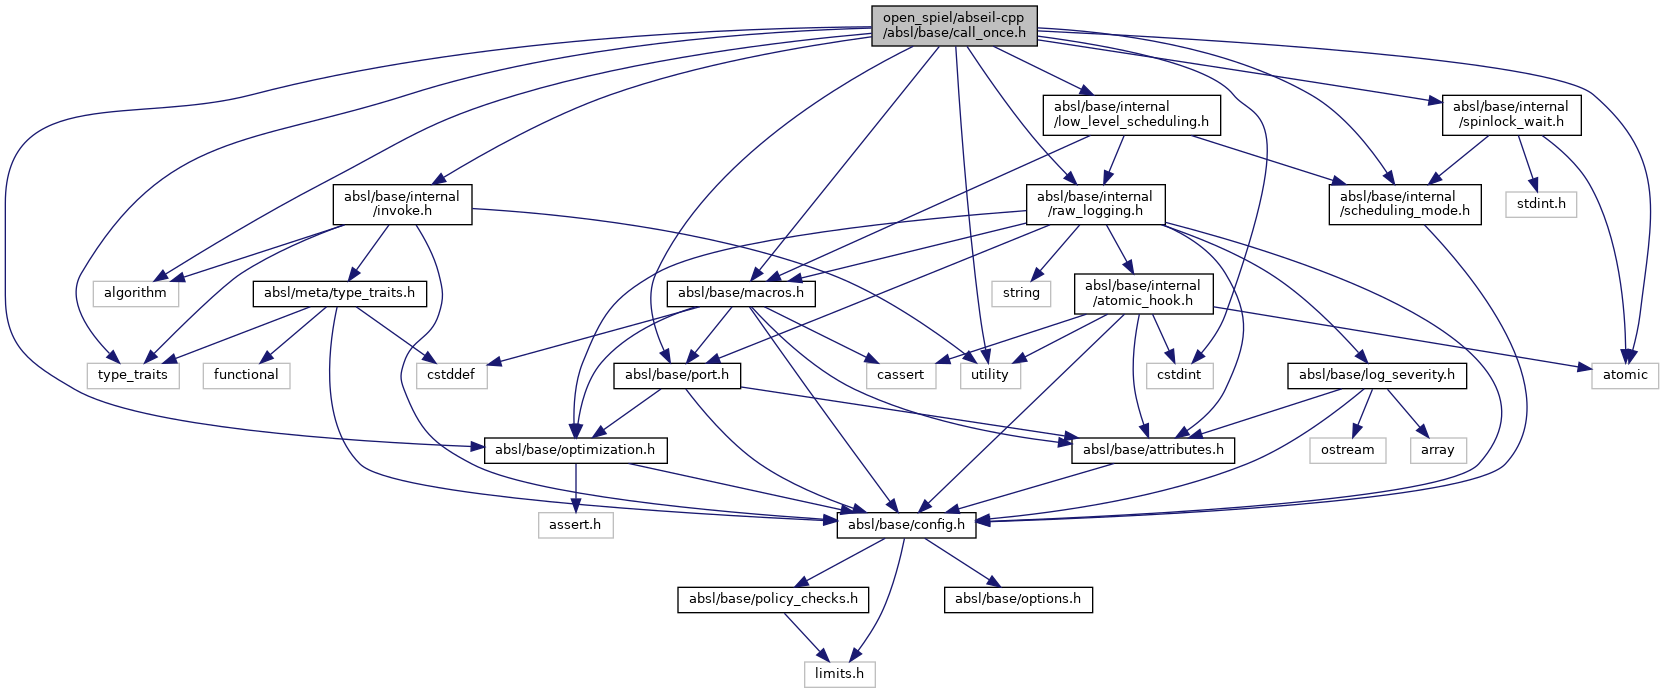 open_spiel/abseil-cpp
/absl/base/call_once.h
absl/base/internal
/low_level_scheduling.h
absl/base/internal
/spinlock_wait.h
absl/base/internal
/invoke.h
absl/base/internal
/raw_logging.h
absl/base/internal
/scheduling_mode.h
stdint.h
algorithm
absl/meta/type_traits.h
absl/base/macros.h
string
absl/base/internal
/atomic_hook.h
type_traits
functional
cstddef
absl/base/port.h
cassert
utility
cstdint
absl/base/log_severity.h
atomic
absl/base/optimization.h
absl/base/attributes.h
ostream
array
assert.h
absl/base/config.h
absl/base/policy_checks.h
absl/base/options.h
limits.h